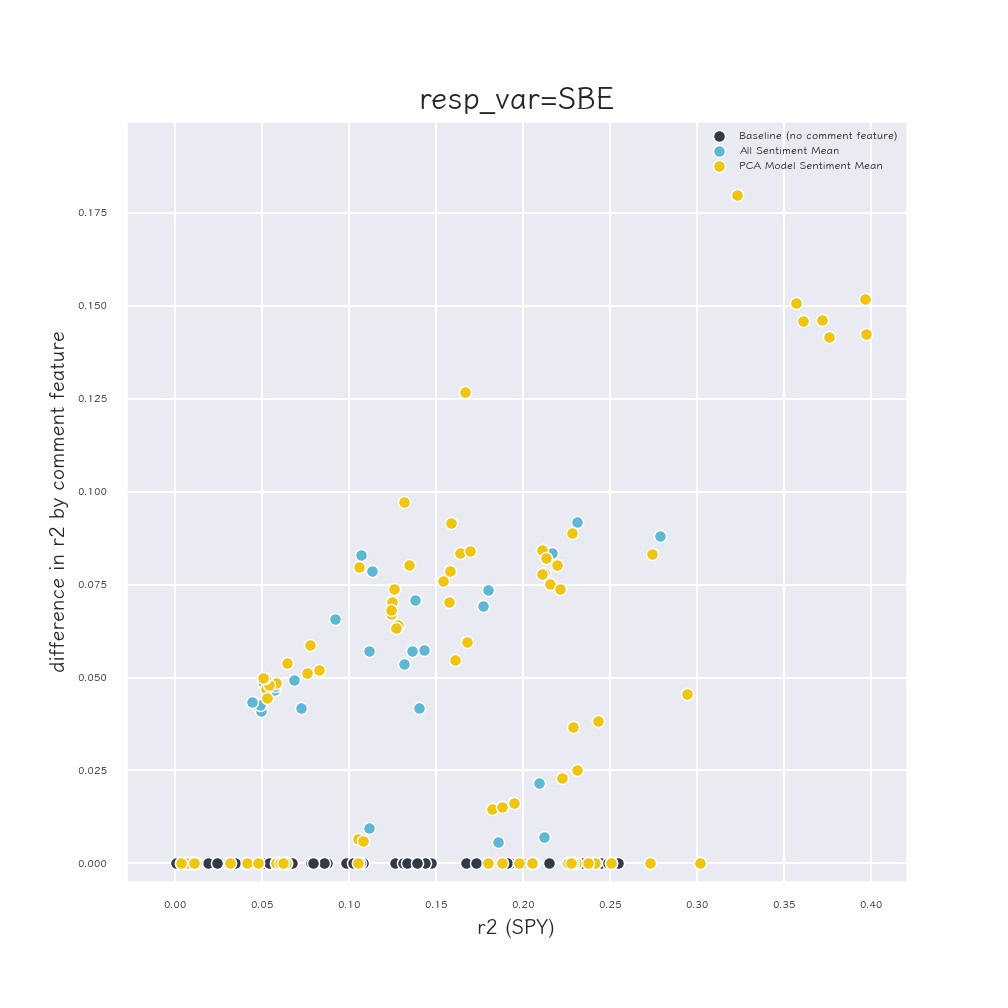 resp_var=SBE
Baseline (no comment feature)
All Sentiment Mean
PCA Model Sentiment Mean
difference in r2 by comment feature
0.175
0.150
0.125
0.100
0.075
0.050
0.025
0.000
0.00 0.05 0.10 0.15 0.20 0.25 0.30 0.35 0.40
r2 (SPY)